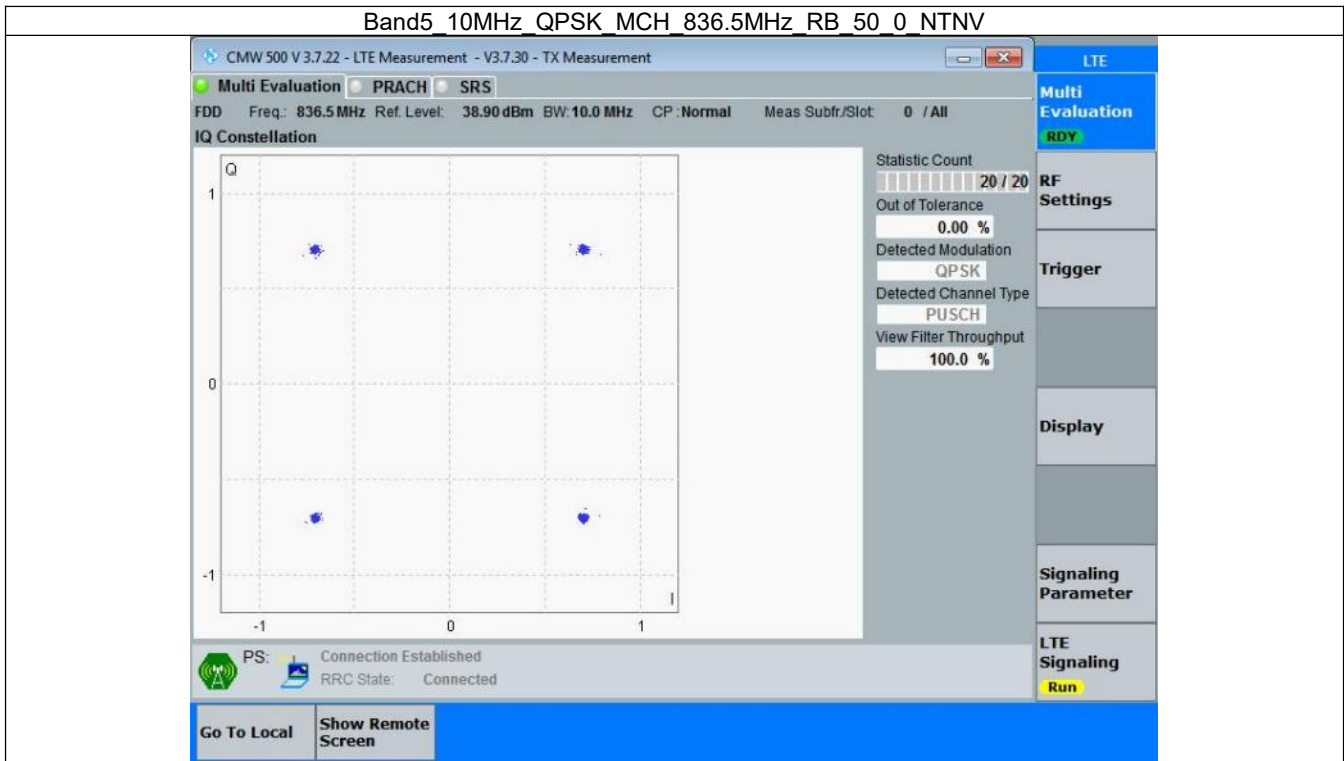 Band5_10MHz_QPSK_MCH_836.5MHz_RB_50_0_NTNV
CMW 500 V 3.7.22 - LTE Measurement - V3.7.30 - TX Measurement
LTE
Multi Evaluation PRACH SRS
FDD Freq.: 836.5 MHz Ref. Level: 38.90 dBm BW: 10.0 MHz CP : Normal Meas Subfr./Slot: 0 / All
IQ Constellation
Q
1
0
-1
I
-1 0 1
Statistic Count
20 / 20
Out of Tolerance
0.00 %
Detected Modulation
QPSK
Detected Channel Type
PUSCH
View Filter Throughput
100.0 %
Multi
Evaluation
RDY
RF
Settings
Trigger
Display
Signaling
Parameter
LTE
Signaling
Run
PS: Connection Established
RRC State: Connected
Go To Local
Show Remote
Screen